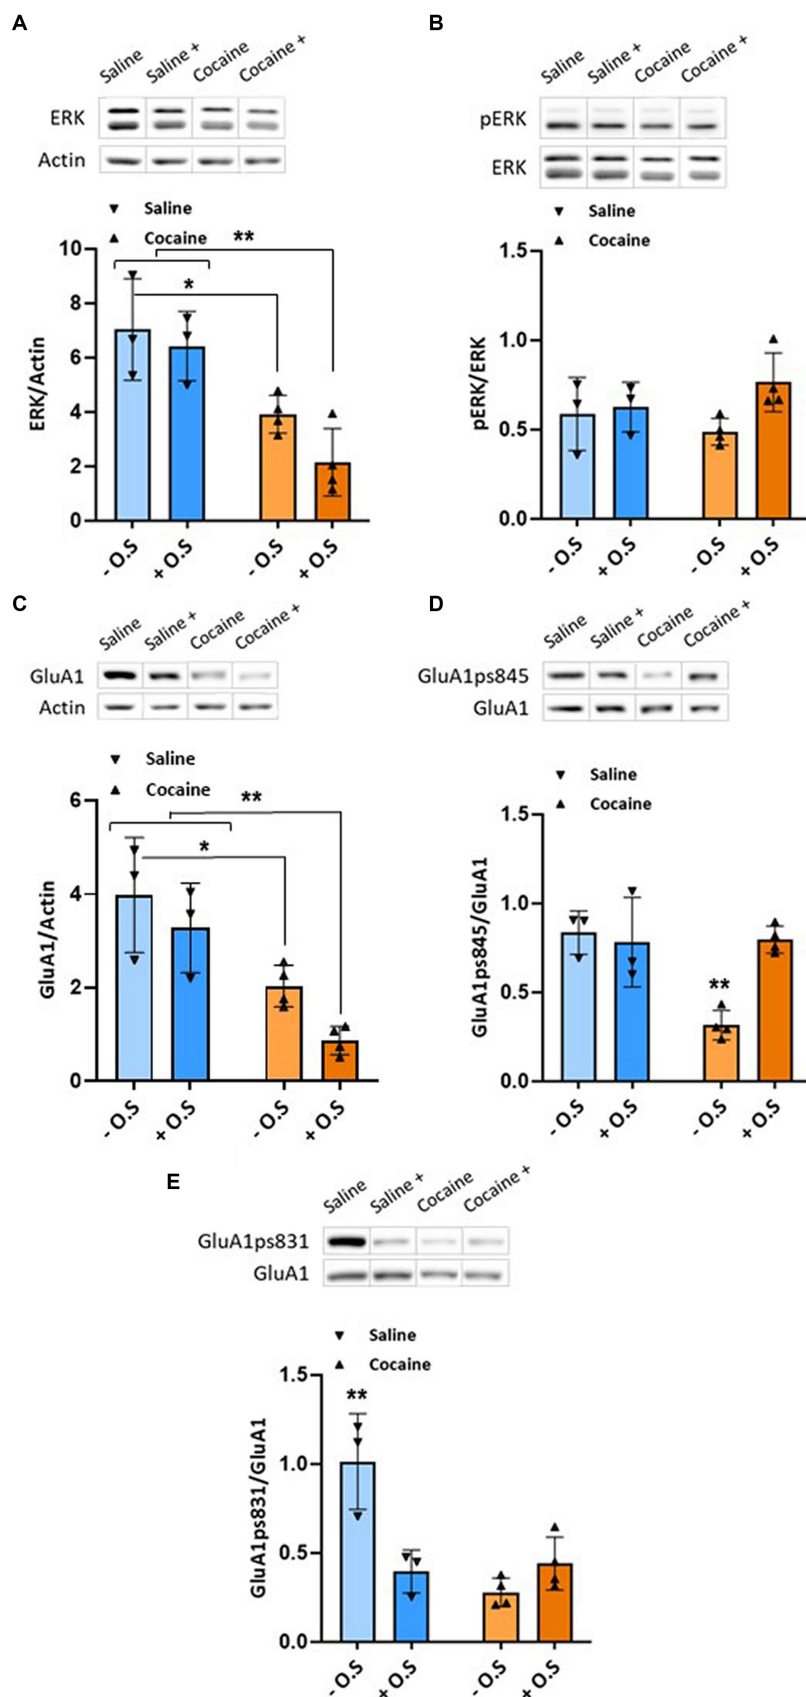 A
Saline
Saline +
Cocaine
Cocaine +
ERK
Actin
Saline
Cocaine
**
*
ERK/Actin
10
8
6
4
2
0
- O.S
+ O.S
- O.S
+ O.S
B
Saline
Saline +
Cocaine
Cocaine +
pERK
ERK
Saline
Cocaine
pERK/ERK
1.5
1.0
0.5
0.0
- O.S
+ O.S
- O.S
+ O.S
C
Saline
Saline +
Cocaine
Cocaine +
GluA1
Actin
Saline
Cocaine
**
*
GluA1/Actin
6
4
2
0
- O.S
+ O.S
- O.S
+ O.S
D
Saline
Saline +
Cocaine
Cocaine +
GluA1ps845
GluA1
Saline
Cocaine
GluA1ps845/GluA1
1.5
1.0
0.5
0.0
**
- O.S
+ O.S
- O.S
+ O.S
E
Saline
Saline +
Cocaine
Cocaine +
GluA1ps831
GluA1
Saline
Cocaine
**
GluA1ps831/GluA1
1.5
1.0
0.5
0.0
- O.S
+ O.S
- O.S
+ O.S